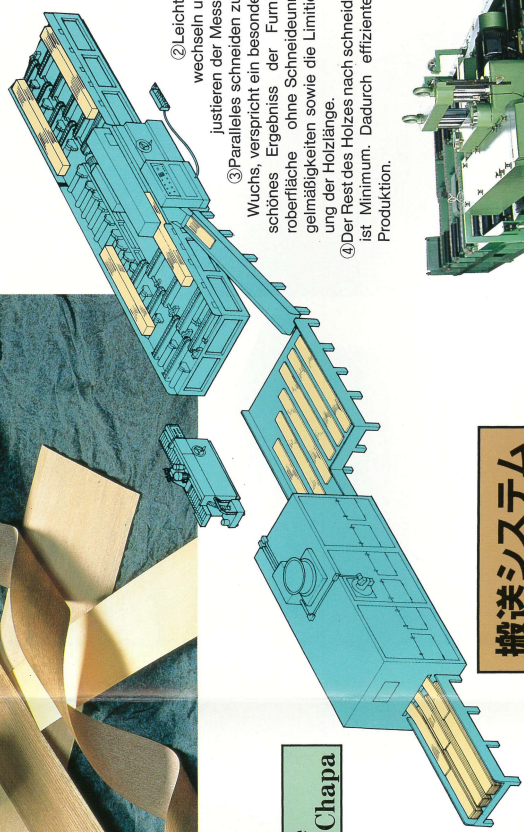 ②Leicht
wechseln u
justieren der Mess
③Paralleles schneiden zu
Wuchs, verspricht ein besonde
schönes Ergebniss der Furn
roberfläche ohne Schneideunr
gelmäßigkeiten sowie die Limitie
ung der Holzlänge.
④Der Rest des Holzes nach schneid
ist Minimum. Dadurch effiziente
Produktion.
Chapa
搬送システム